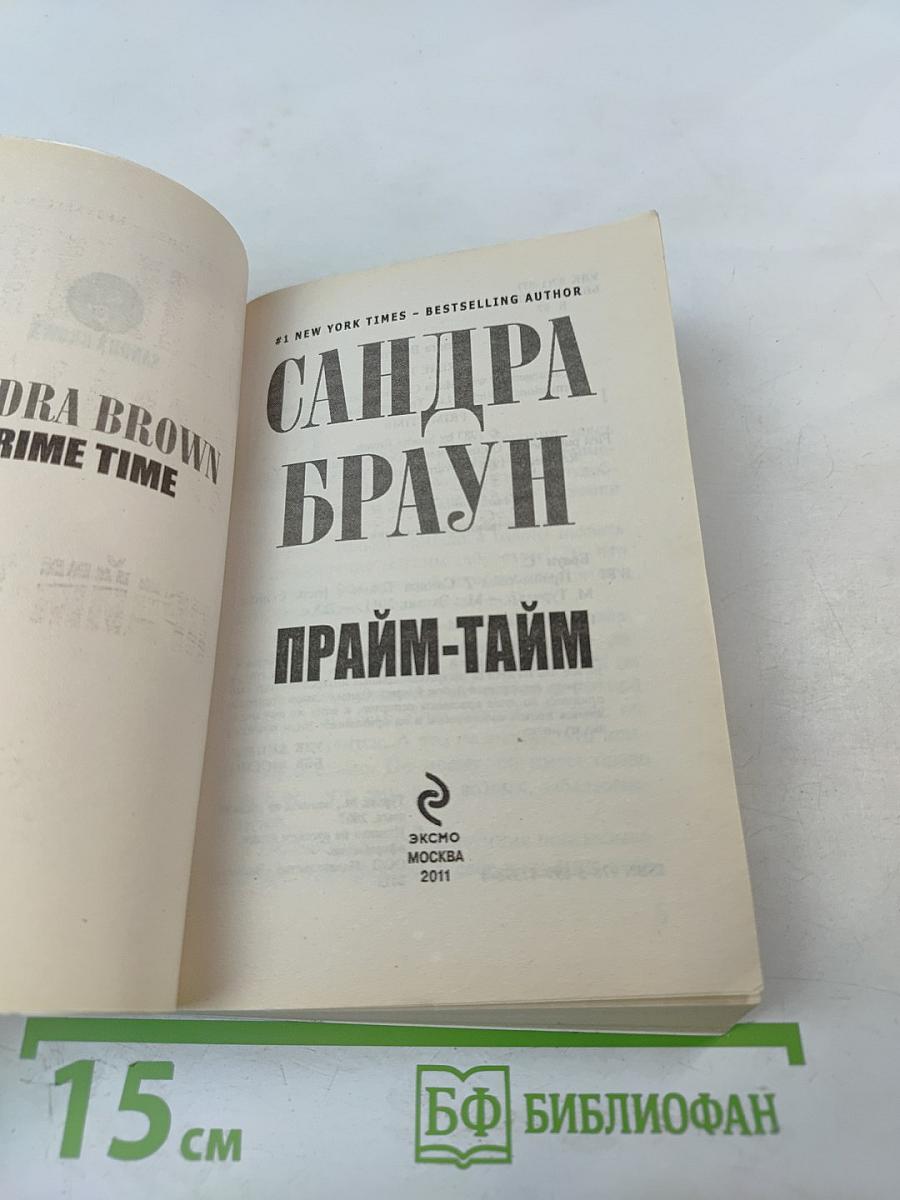 DRA BROWN
RIME TIME
#1 NEW YORK TIMES – BESTSELLING AUTHOR
САНДРА
БРАУН
ПРАЙМ-ТАЙМ
ЭКСМО
МОСКВА
2011
15 см
БФ БИБЛИОФАН